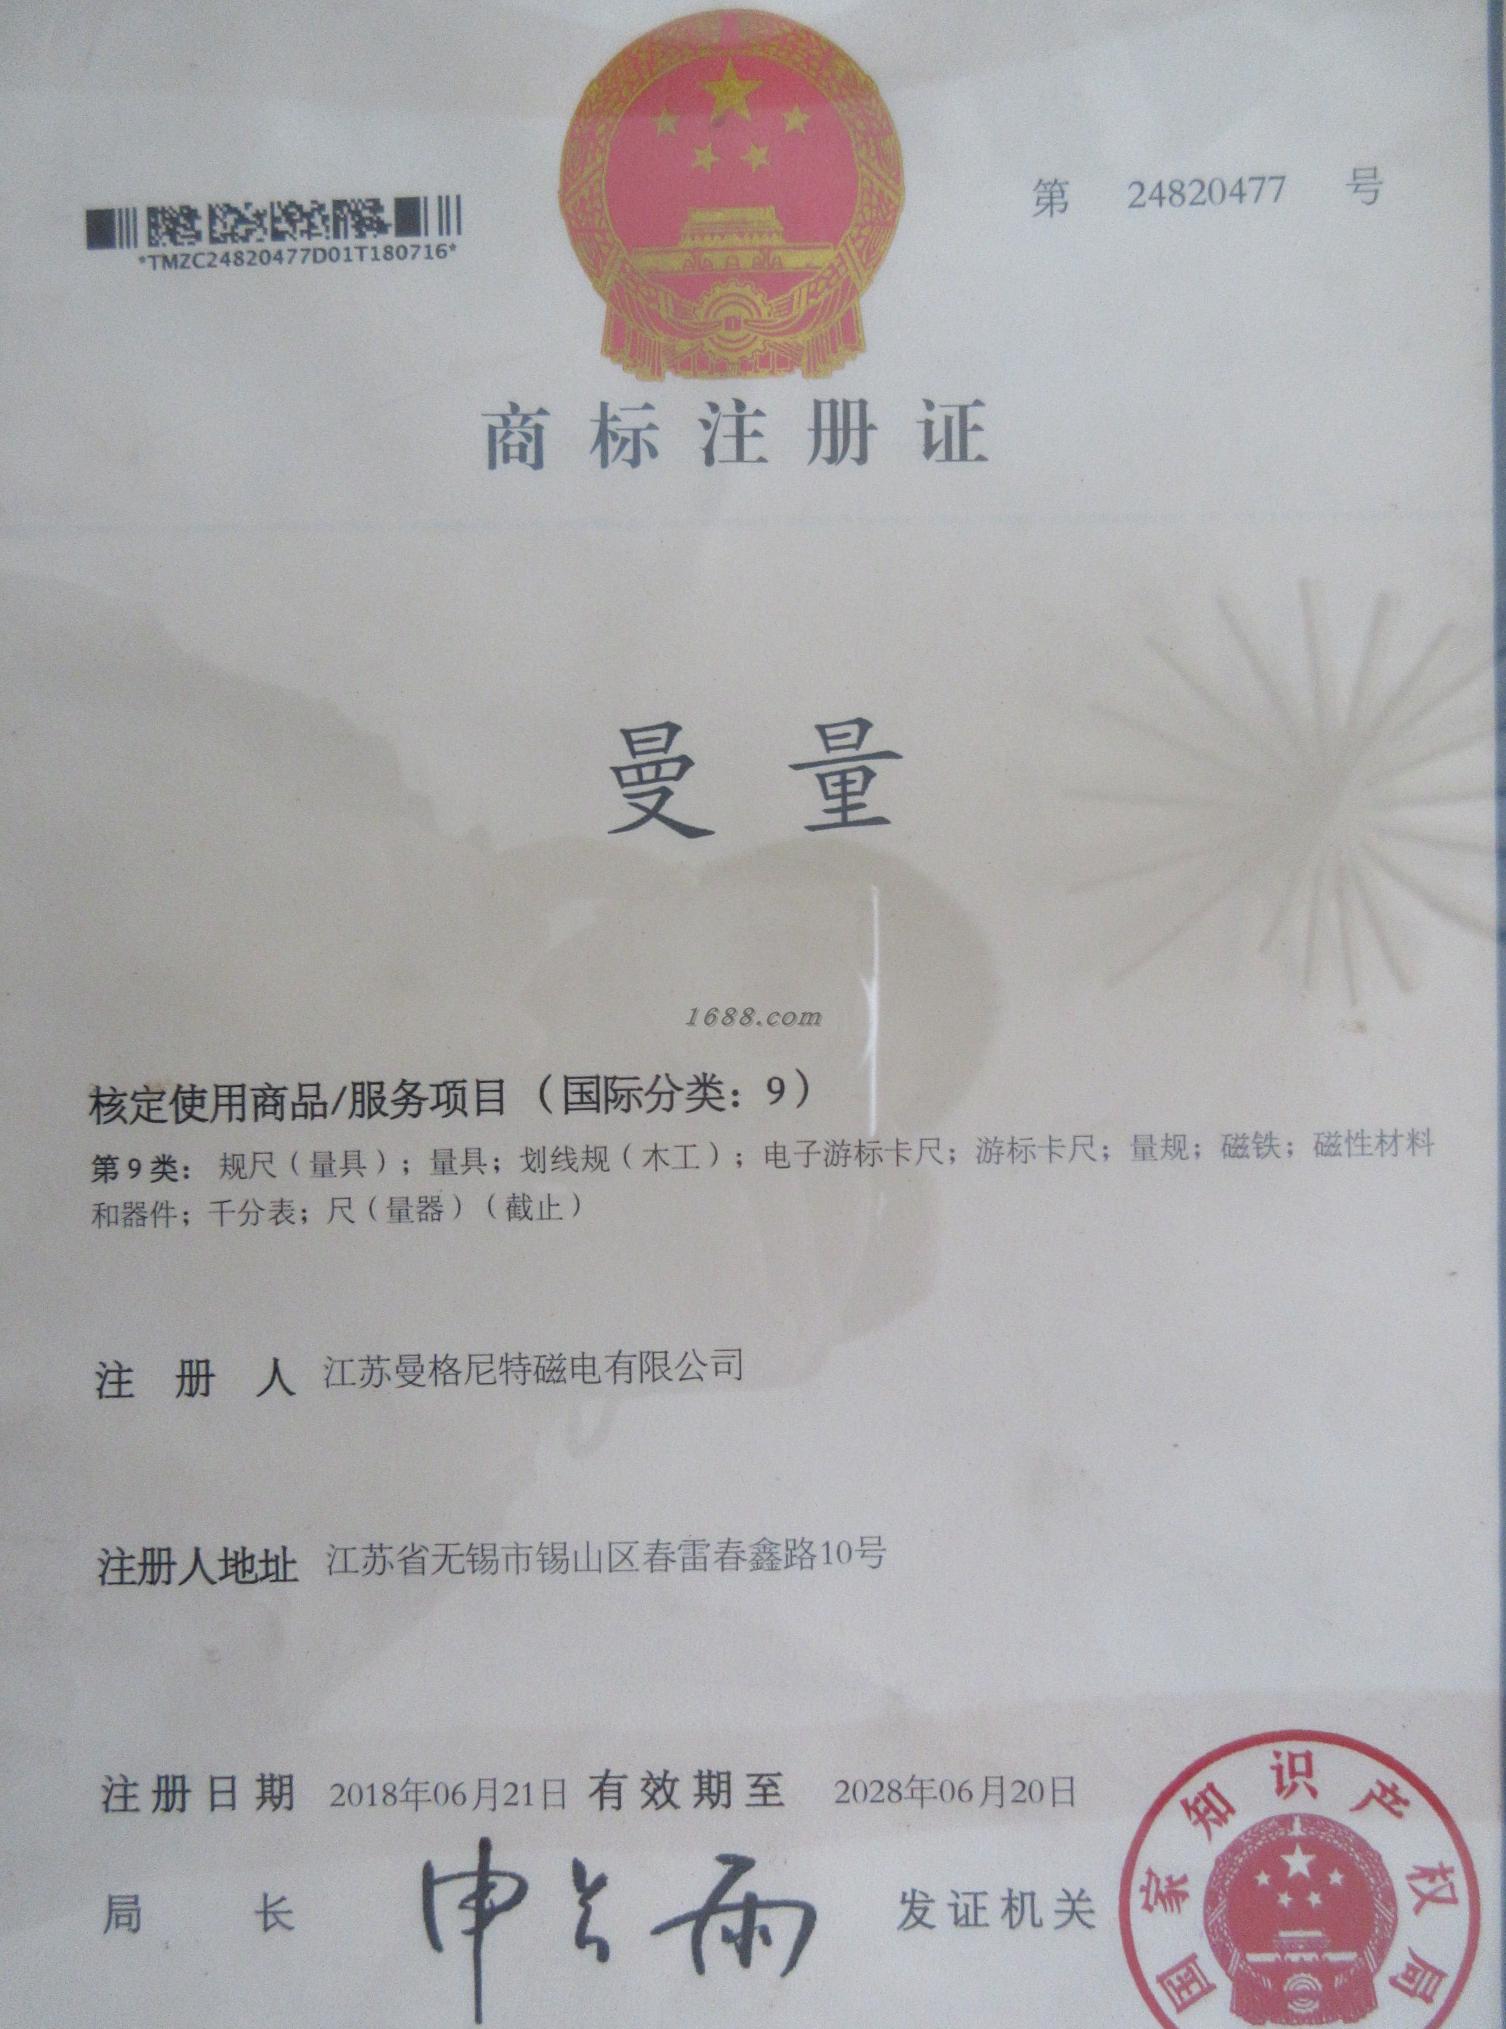 第 24820477 号
*TMZC24820477D01T180716*
商标注册证
曼量
1688.com
核定使用商品/服务项目（国际分类：9）
第9类： 规尺（量具）；量具；划线规（木工）；电子游标卡尺；游标卡尺；量规；磁铁；磁性材料
和器件；千分表；尺（量器）（截止）
注册人 江苏曼格尼特磁电有限公司
注册人地址 江苏省无锡市锡山区春雷春鑫路10号
注册日期 2018年06月21日 有效期至 2028年06月20日
局长 申长雨 发证机关
国家知识产权局